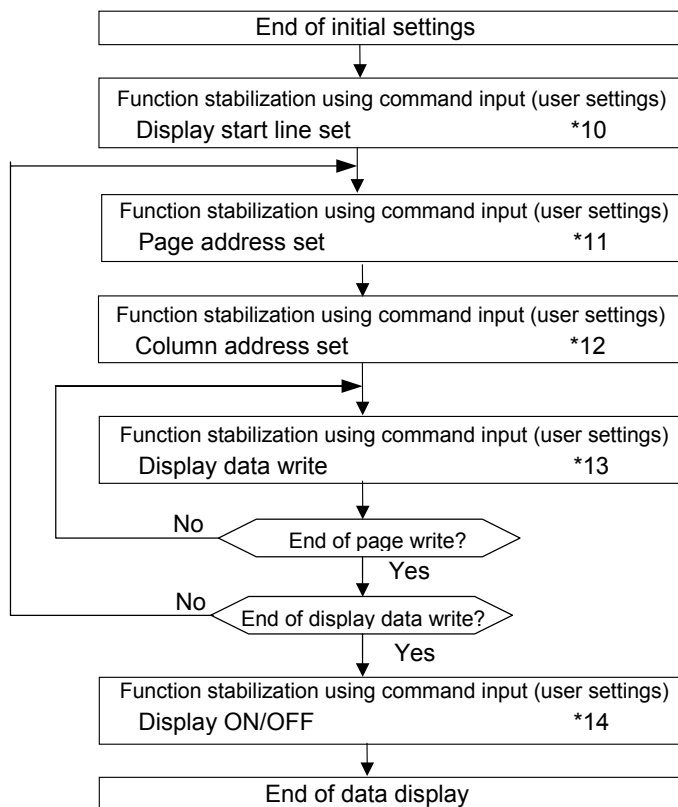 End of initial settings
Function stabilization using command input (user settings)
Display start line set *10
Function stabilization using command input (user settings)
Page address set *11
Function stabilization using command input (user settings)
Column address set *12
Function stabilization using command input (user settings)
Display data write *13
No
End of page write?
Yes
No
End of display data write?
Yes
Function stabilization using command input (user settings)
Display ON/OFF *14
End of data display